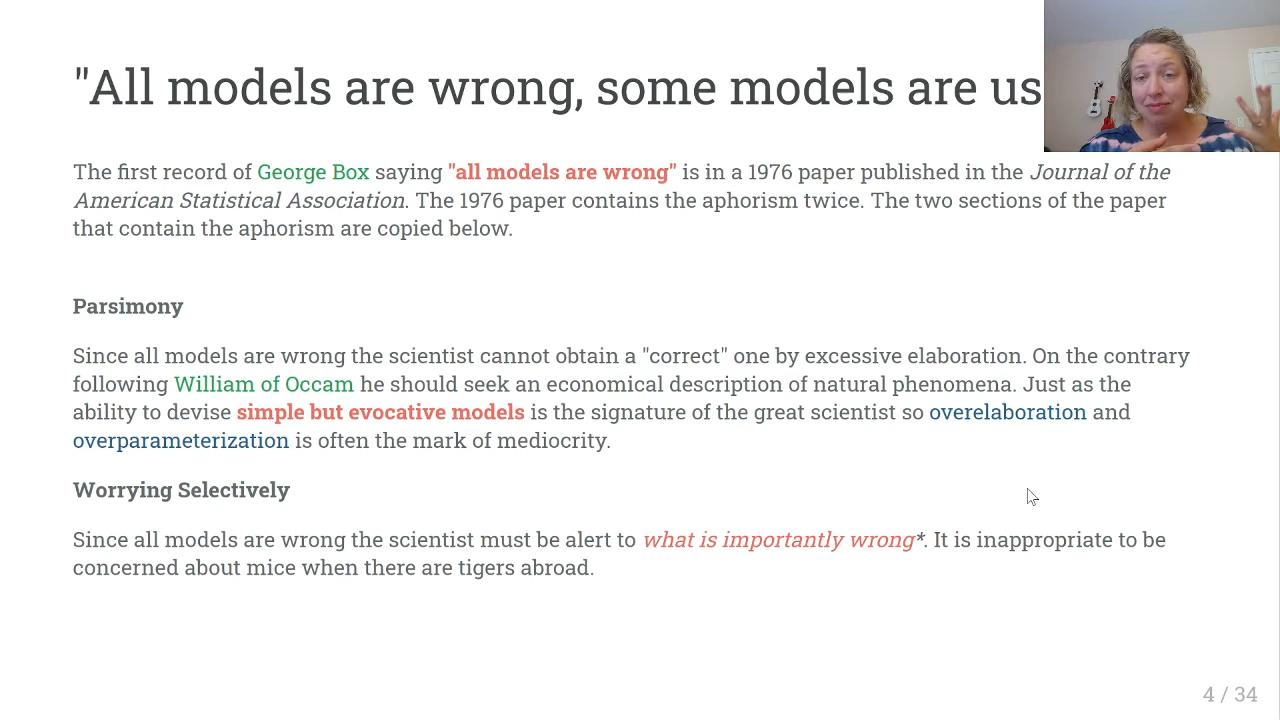 "All models are wrong, some models are us
The first record of George Box saying "all models are wrong" is in a 1976 paper published in the Journal of the
American Statistical Association. The 1976 paper contains the aphorism twice. The two sections of the paper
that contain the aphorism are copied below.
Parsimony
Since all models are wrong the scientist cannot obtain a "correct" one by excessive elaboration. On the contrary
following William of Occam he should seek an economical description of natural phenomena. Just as the
ability to devise simple but evocative models is the signature of the great scientist so overelaboration and
overparameterization is often the mark of mediocrity.
Worrying Selectively
Since all models are wrong the scientist must be alert to what is importantly wrong*. It is inappropriate to be
concerned about mice when there are tigers abroad.
4 / 34